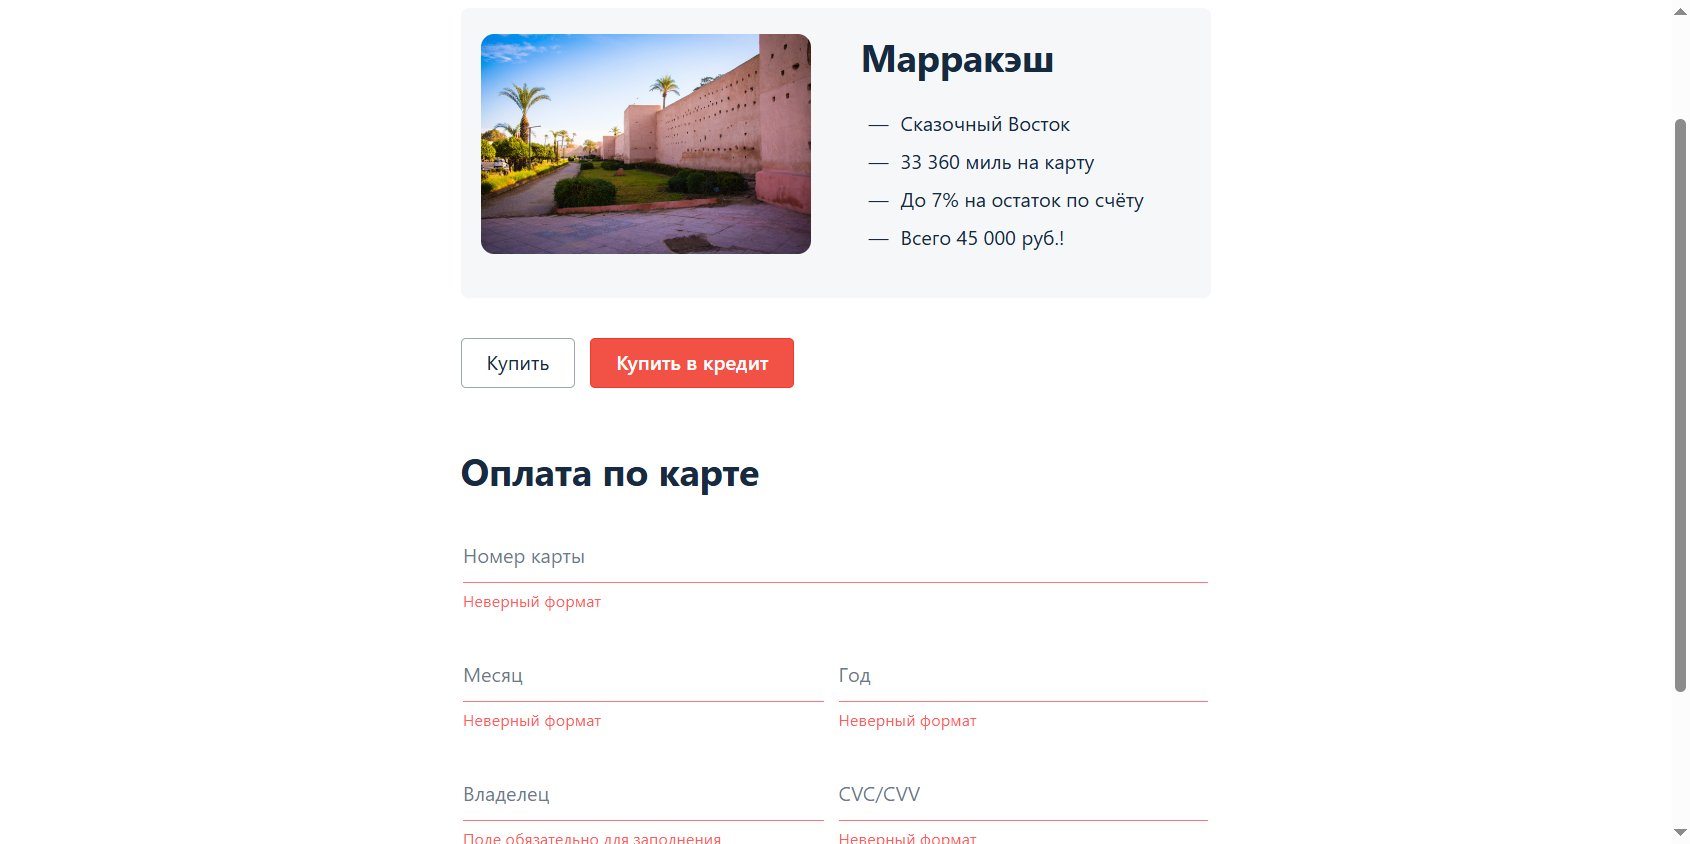 Марракэш
— Сказочный Восток
— 33 360 миль на карту
— До 7% на остаток по счёту
— Всего 45 000 руб.!
Купить Купить в кредит
Оплата по карте
Номер карты
Неверный формат
Месяц Год
Неверный формат Неверный формат
Владелец CVC/CVV
Поле обязательно для заполнения Неверный формат